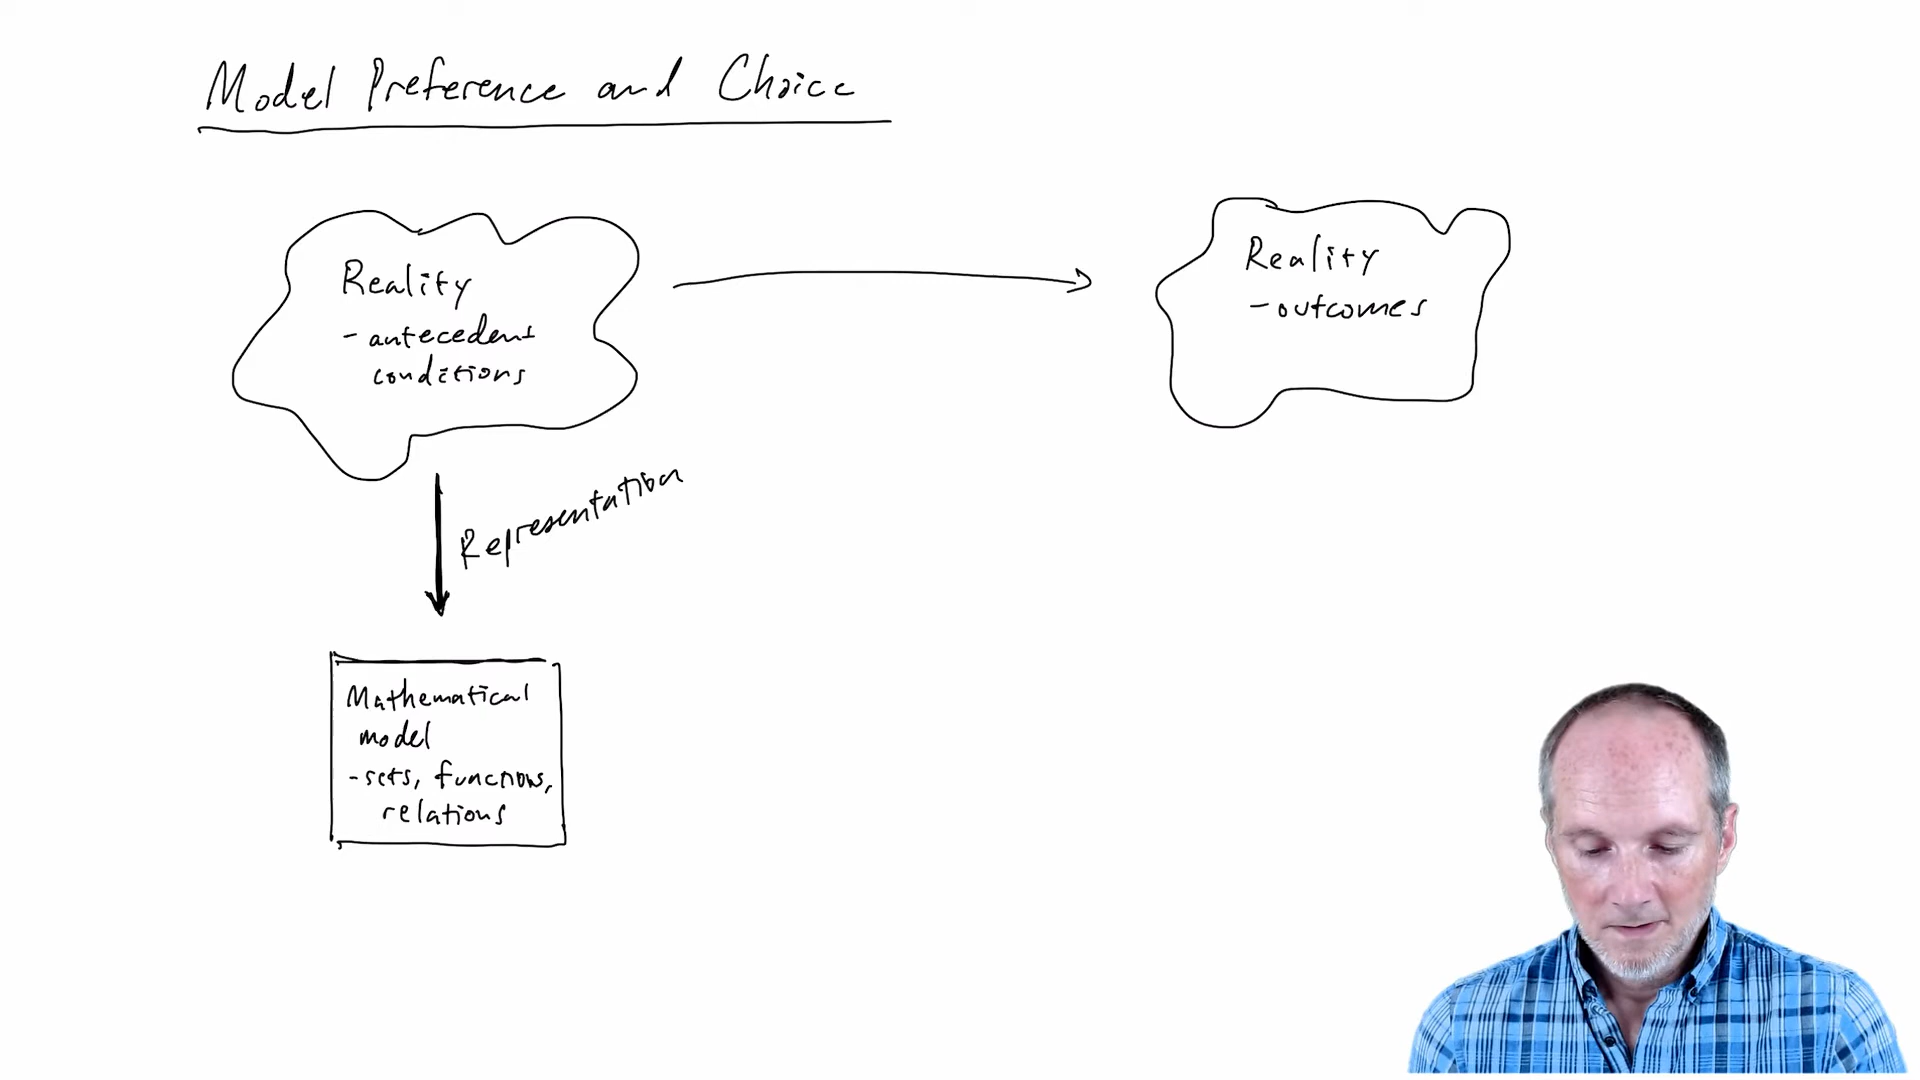 Model Preference and Choice
Reality
- antecedent
conditions
Reality
- outcomes
Representation
Mathematical
model
- sets, functions,
relations